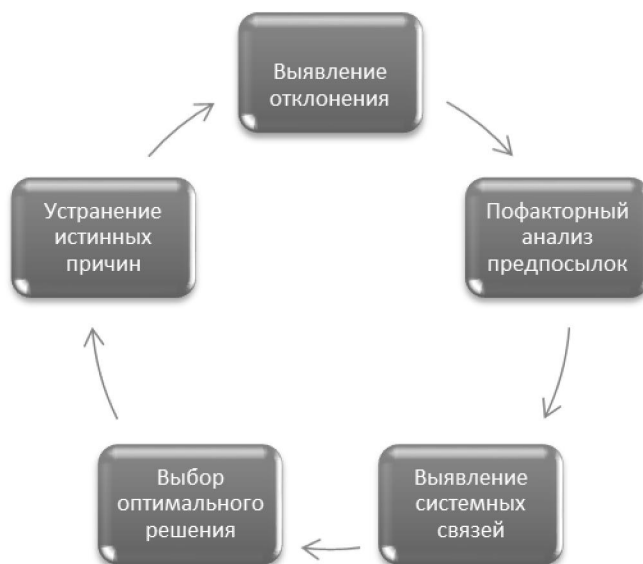 Выявление
отклонения
Пофакторный
анализ
предпосылок
Выявление
системных
связей
Выбор
оптимального
решения
Устранение
истинных
причин